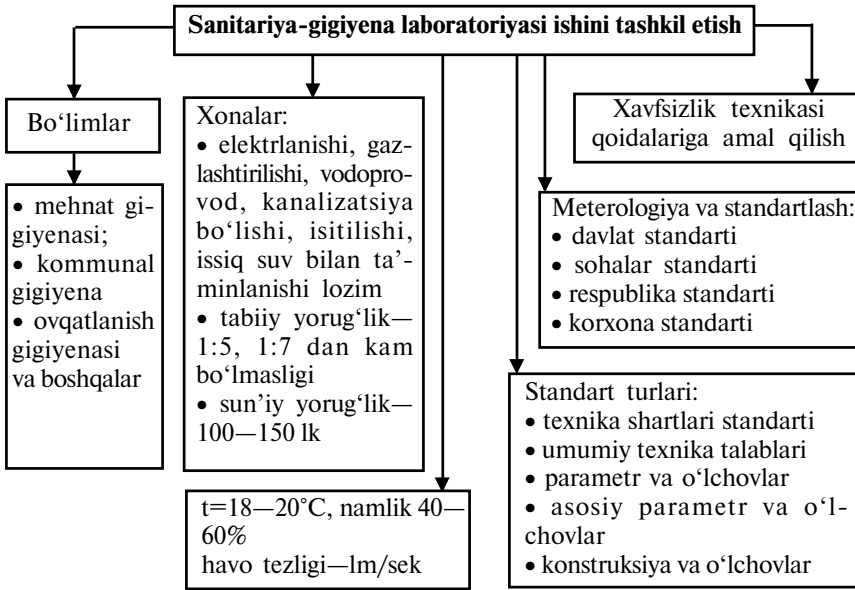 Sanitariya-gigiyena laboratoriyasi ishini tashkil etish
Bo‘limlar
• mehnat gi-
giyenasi;
• kommunal
gigiyena
• ovqatlanish
gigiyenasi
va boshqalar
Xonalar:
• elektrlanishi, gaz-
lashtirilishi, vodopro-
vod, kanalizatsiya
bo‘lishi, isitilishi,
issiq suv bilan ta’-
minlanishi lozim
• tabiiy yorug‘lik—
1:5, 1:7 dan kam
bo‘lmasligi
• sun’iy yorug‘lik—
100—150 lk
t=18—20°C, namlik 40—
60%
havo tezligi—lm/sek
Xavfsizlik texnikasi
qoidalariga amal qilish
Meterologiya va standartlash:
• davlat standarti
• sohalar standarti
• respublika standarti
• korxona standarti
Standart turlari:
• texnika shartlari standarti
• umumiy texnika talablari
• parametr va o‘lchovlar
• asosiy parametr va o‘l-
chovlar
• konstruksiya va o‘lchovlar